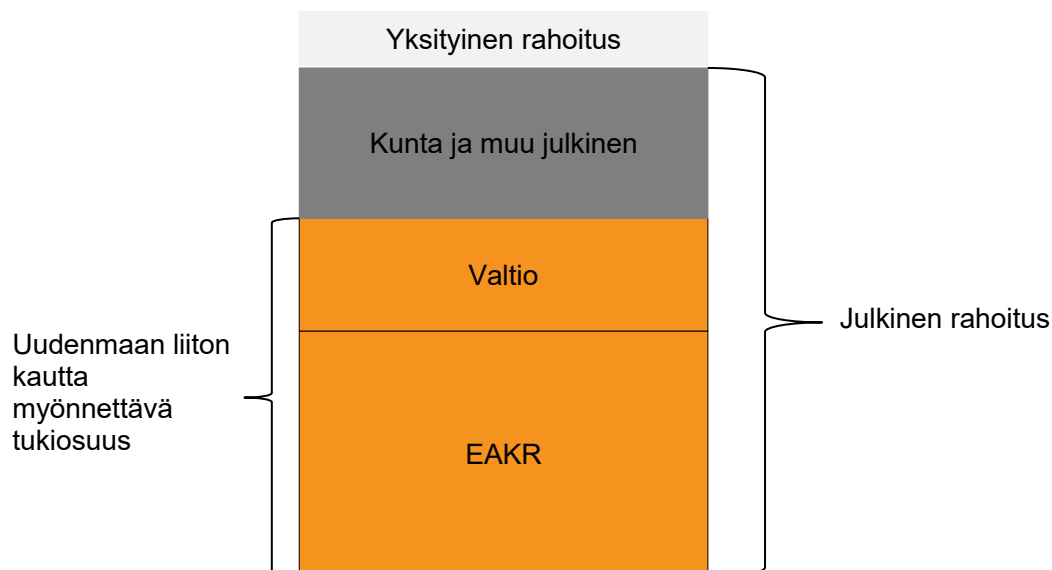 Yksityinen rahoitus
Kunta ja muu julkinen
Valtio
EAKR
Uudenmaan liiton
kautta
myönnettävä
tukiosuus
Julkinen rahoitus